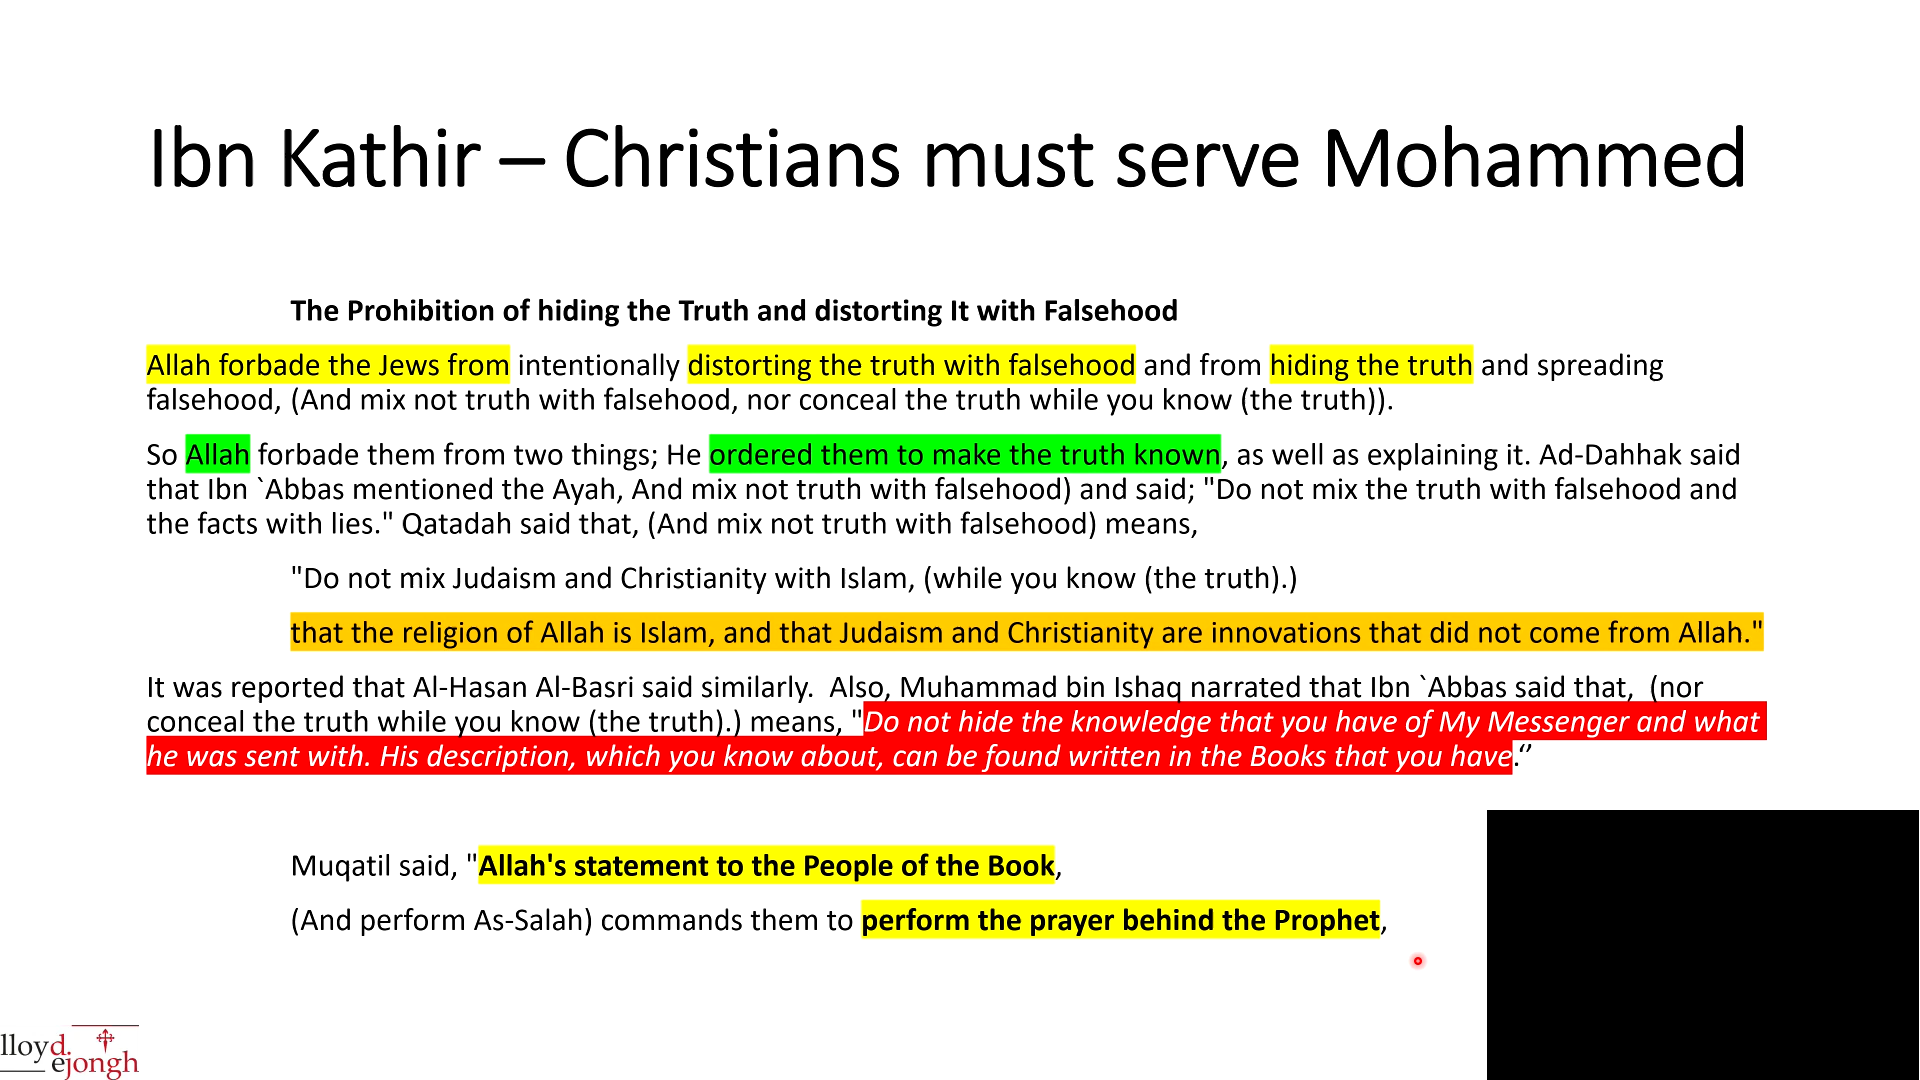 Ibn Kathir – Christians must serve Mohammed
The Prohibition of hiding the Truth and distorting It with Falsehood
Allah forbade the Jews from intentionally distorting the truth with falsehood and from hiding the truth and spreading
falsehood, (And mix not truth with falsehood, nor conceal the truth while you know (the truth)).
So Allah forbade them from two things; He ordered them to make the truth known, as well as explaining it. Ad-Dahhak said
that Ibn `Abbas mentioned the Ayah, And mix not truth with falsehood) and said; "Do not mix the truth with falsehood and
the facts with lies." Qatadah said that, (And mix not truth with falsehood) means,
"Do not mix Judaism and Christianity with Islam, (while you know (the truth).)
that the religion of Allah is Islam, and that Judaism and Christianity are innovations that did not come from Allah."
It was reported that Al-Hasan Al-Basri said similarly.  Also, Muhammad bin Ishaq narrated that Ibn `Abbas said that,  (nor
conceal the truth while you know (the truth).) means, "Do not hide the knowledge that you have of My Messenger and what
he was sent with. His description, which you know about, can be found written in the Books that you have.‘’
Muqatil said, "Allah's statement to the People of the Book,
(And perform As-Salah) commands them to perform the prayer behind the Prophet,
lloyd
ejongh